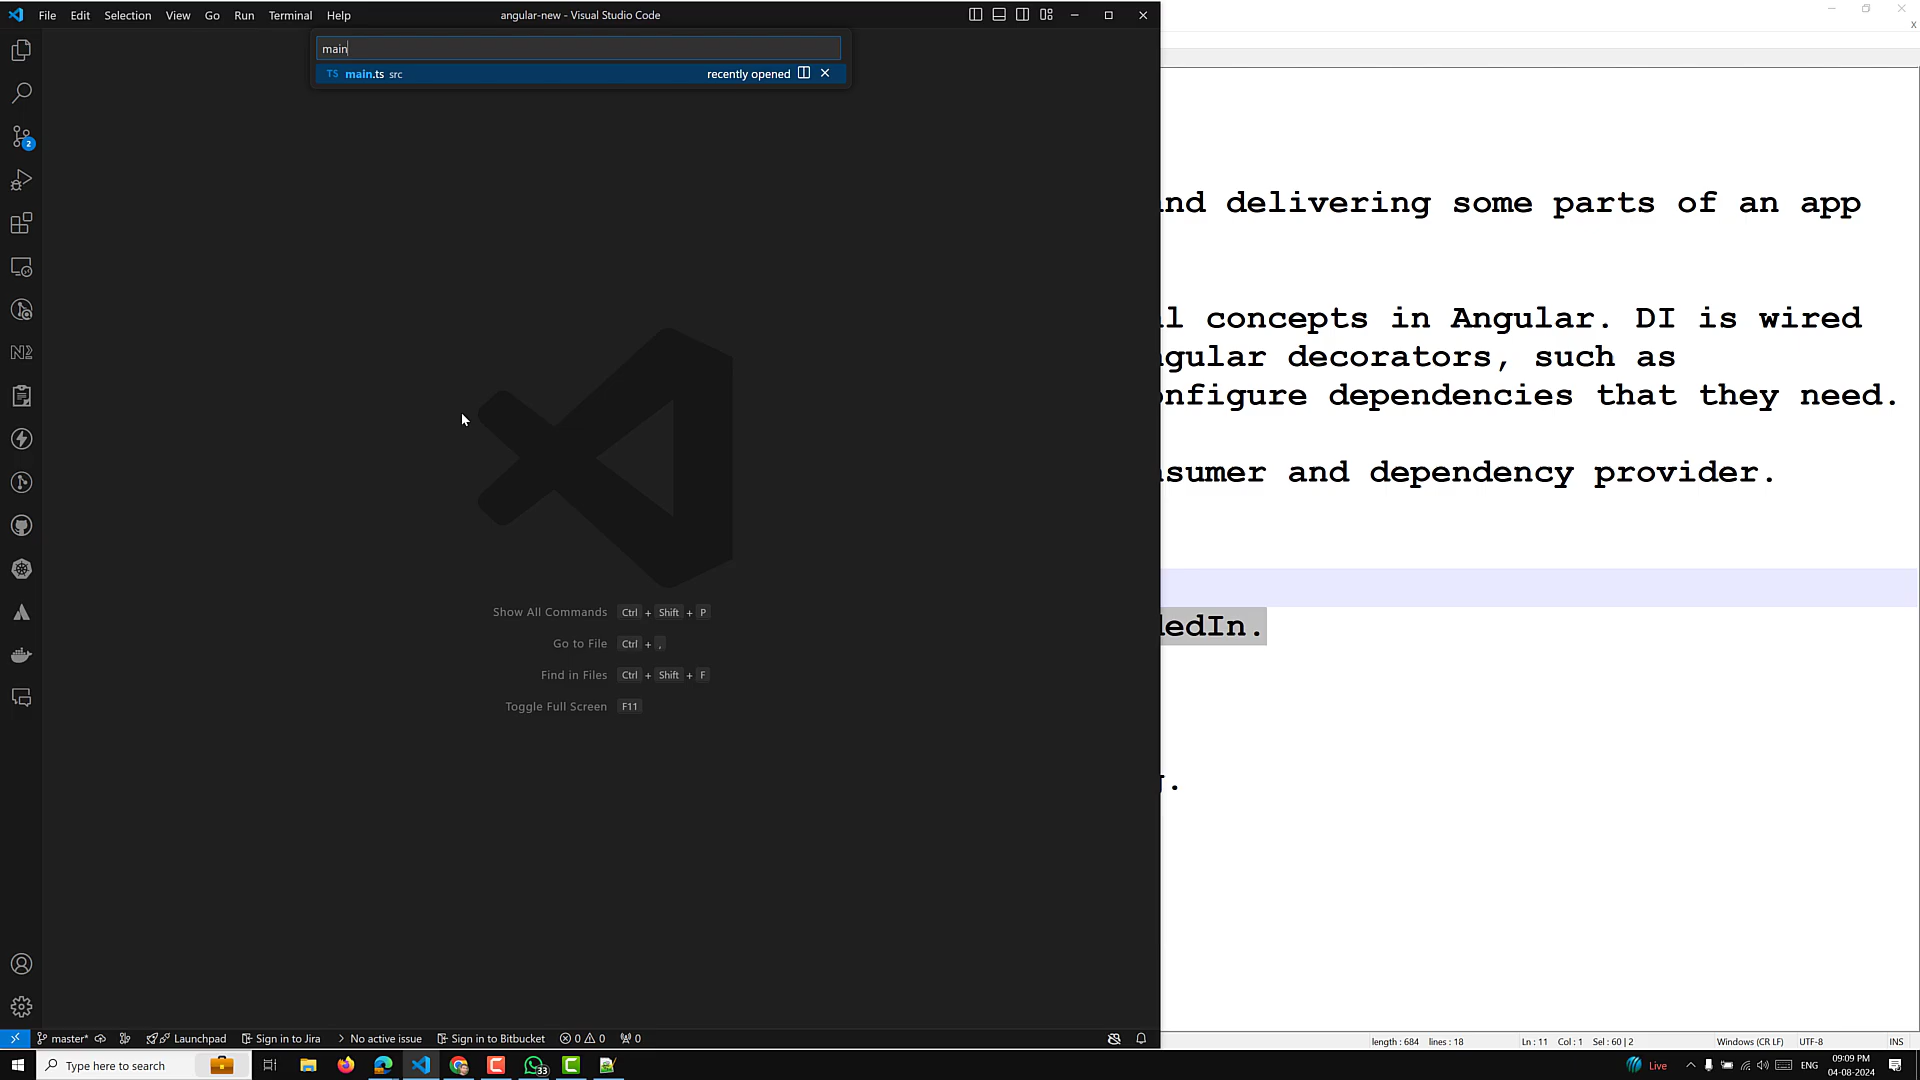 File Edit Selection View Go Run Terminal Help
angular-new - Visual Studio Code
main
TS main.ts src recently opened
nd delivering some parts of an app
l concepts in Angular. DI is wired
gular decorators, such as
nfigure dependencies that they need.
sumer and dependency provider.
dedIn.
.
Show All Commands Ctrl + Shift + P
Go to File Ctrl + ,
Find in Files Ctrl + Shift + F
Toggle Full Screen F11
2
N
master* Launchpad Sign in to Jira No active issue Sign in to Bitbucket 0 0 0
length : 684 lines : 18 Ln : 11 Col : 1 Sel : 60 | 2 Windows (CR LF) UTF-8 INS
Type here to search
33
Live ENG 09:09 PM
04-08-2024